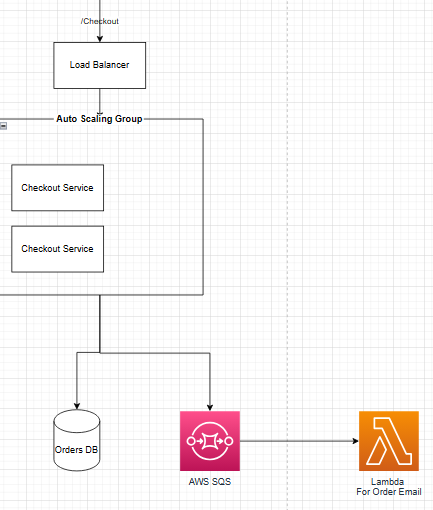 /Checkout
Load Balancer
Auto Scaling Group
Checkout Service
Checkout Service
Orders DB
AWS SQS
Lambda
For Order Email